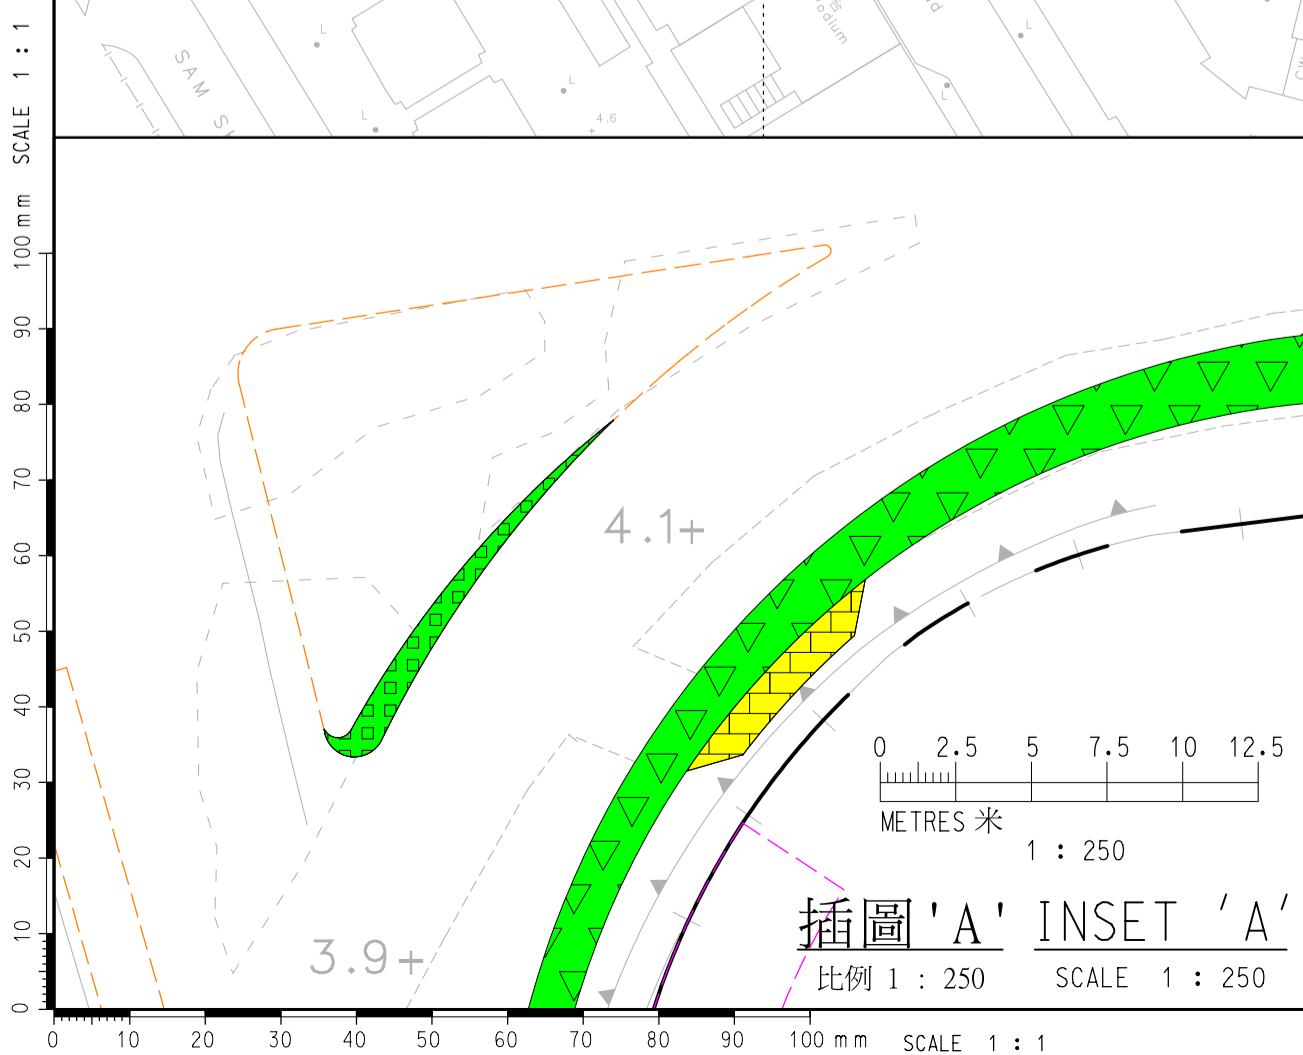 SCALE 1 : 1
SAM
L
L
L
L
L
4.6
odium
100 mm
90
80
70
60
50
40
30
20
10
0
4.1+
3.9+
0 2.5 5 7.5 10 12.5
METRES 米
1 : 250
插圖 'A' INSET 'A'
比例 1 : 250 SCALE 1 : 250
0 10 20 30 40 50 60 70 80 90 100 mm SCALE 1 : 1